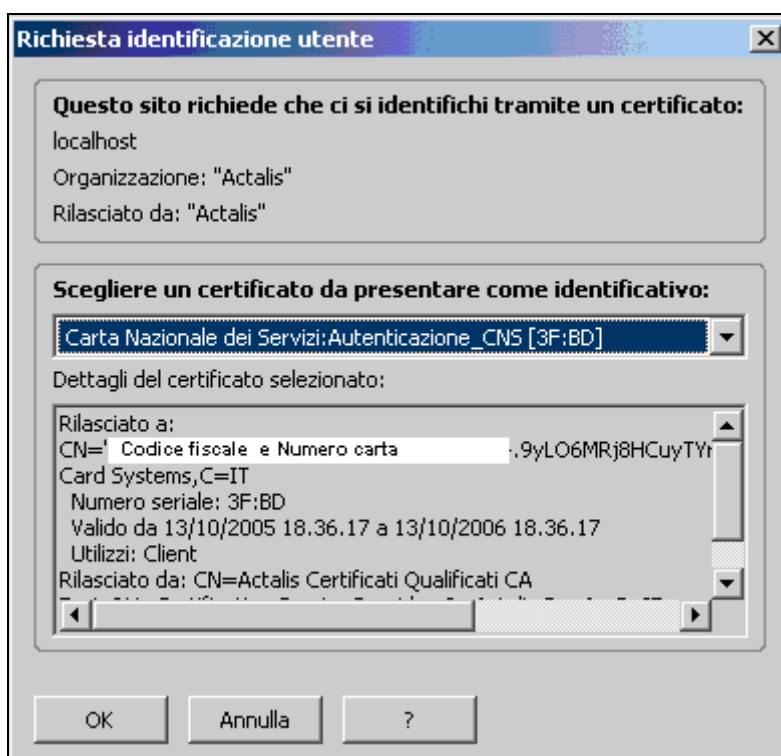 Richiesta identificazione utente
Questo sito richiede che ci si identifichi tramite un certificato:
localhost
Organizzazione: "Actalis"
Rilasciato da: "Actalis"
Scegliere un certificato da presentare come identificativo:
Carta Nazionale dei Servizi:Autenticazione_CNS [3F:BD]
Dettagli del certificato selezionato:
Rilasciato a:
CN=' Codice fiscale e Numero carta -.9yLO6MRj8HCuyTYr
Card Systems,C=IT
Numero seriale: 3F:BD
Valido da 13/10/2005 18.36.17 a 13/10/2006 18.36.17
Utilizzi: Client
Rilasciato da: CN=Actalis Certificati Qualificati CA
OK Annulla ?